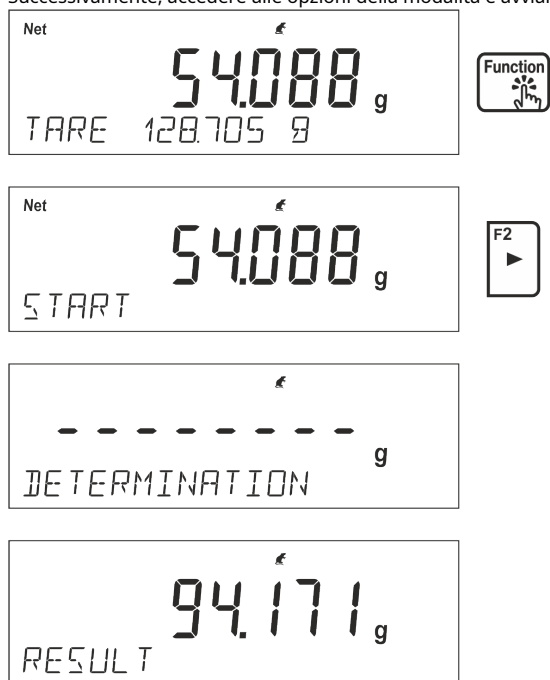 Successivamente, accedere alle opzioni della modalità e avviar
Net
54.088 g
TARE 128.705 g
Function
Net
54.088 g
START
F2
- - - - - - - - g
DETERMINATION
94.171 g
RESULT